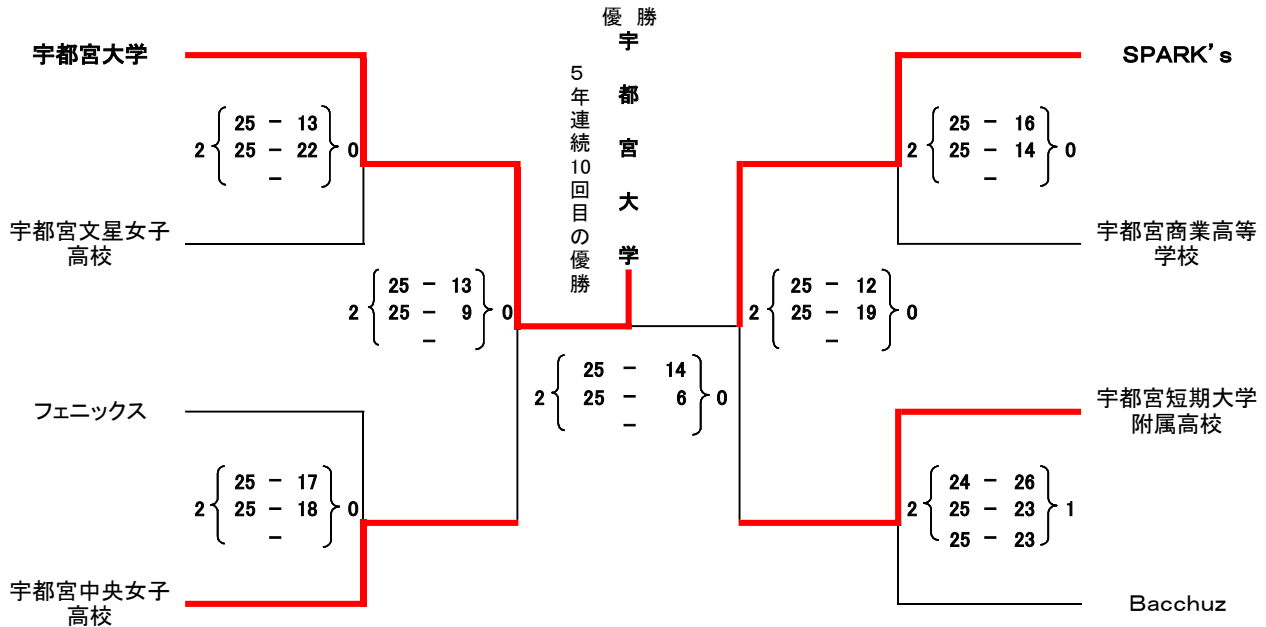 優 勝
宇都宮大学
5年連続10回目の優勝
宇都宮大学
2 25 - 13 0
25 - 22
-
宇都宮文星女子
高校
2 25 - 13 0
25 - 9
-
フェニックス
2 25 - 17 0
25 - 18
-
宇都宮中央女子
高校
2 25 - 14 0
25 - 6
-
SPARK's
2 25 - 16 0
25 - 14
-
宇都宮商業高等
学校
2 25 - 12 0
25 - 19
-
宇都宮短期大学
附属高校
2 24 - 26 1
25 - 23
25 - 23
Bacchuz